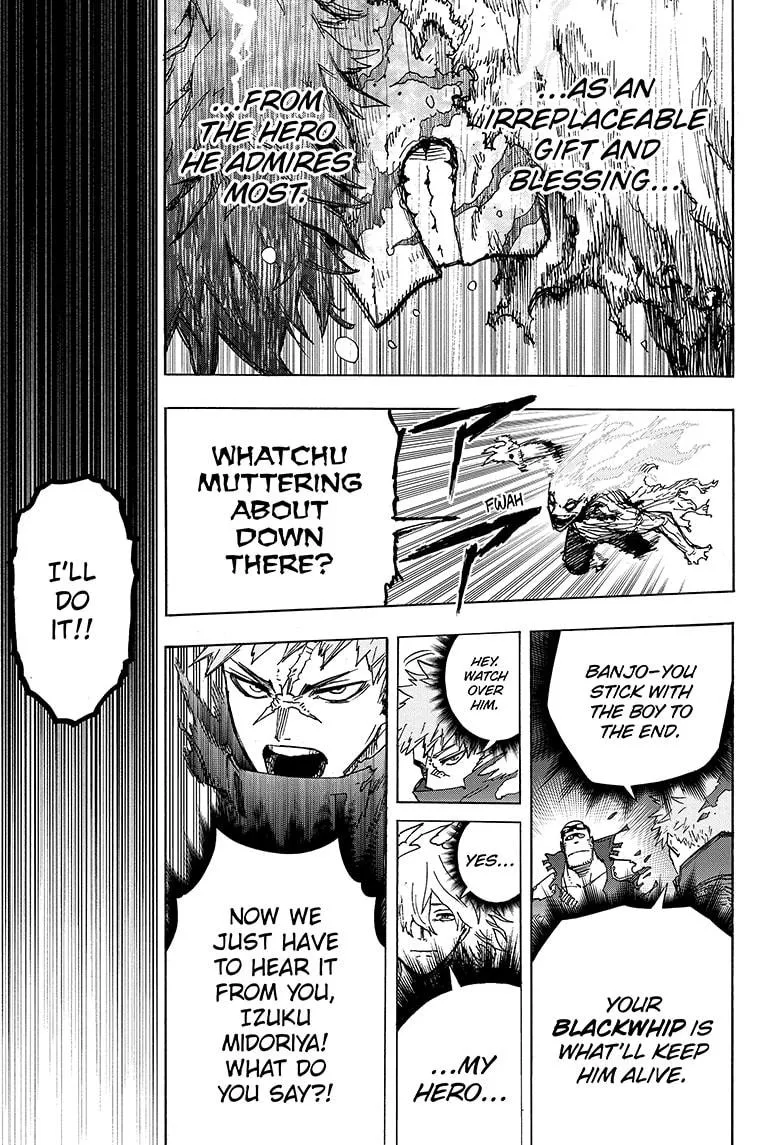 ...AS AN
IRREPLACEABLE
GIFT AND
BLESSING...
...FROM
THE HERO
HE ADMIRES
MOST.
FWAH
WHATCHU
MUTTERING
ABOUT
DOWN
THERE?
BANJO-YOU
STICK WITH
THE BOY TO
THE END.
YOUR
BLACKWHIP IS
WHAT'LL KEEP
HIM ALIVE.
HEY.
WATCH
OVER
HIM.
YES...
...MY
HERO...
NOW WE
JUST HAVE
TO HEAR IT
FROM YOU,
IZUKU
MIDORIYA!
WHAT DO
YOU SAY?!
I'LL
DO
IT!!